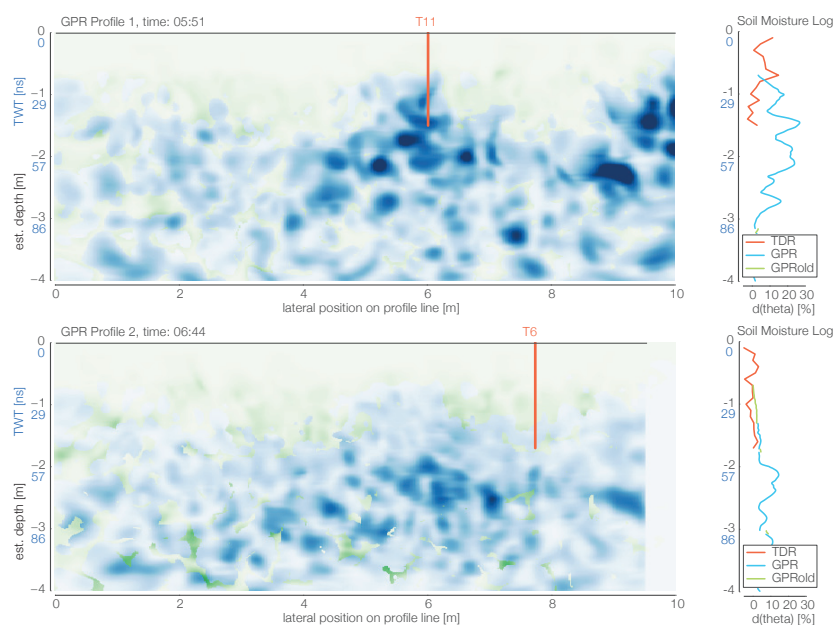 GPR Profile 1, time: 05:51
T11
Soil Moisture Log
0
0
-1
29
-2
57
-3
86
-4
TWT [ns]
est. depth [m]
0 2 4 6 8 10
lateral position on profile line [m]
0
0
-1
29
-2
57
-3
86
-4
TDR
GPR
GPRold
0 10 20 30
d(theta) [%]
GPR Profile 2, time: 06:44
T6
Soil Moisture Log
0
0
-1
29
-2
57
-3
86
-4
TWT [ns]
est. depth [m]
0 2 4 6 8 10
lateral position on profile line [m]
0
0
-1
29
-2
57
-3
86
-4
TDR
GPR
GPRold
0 10 20 30
d(theta) [%]